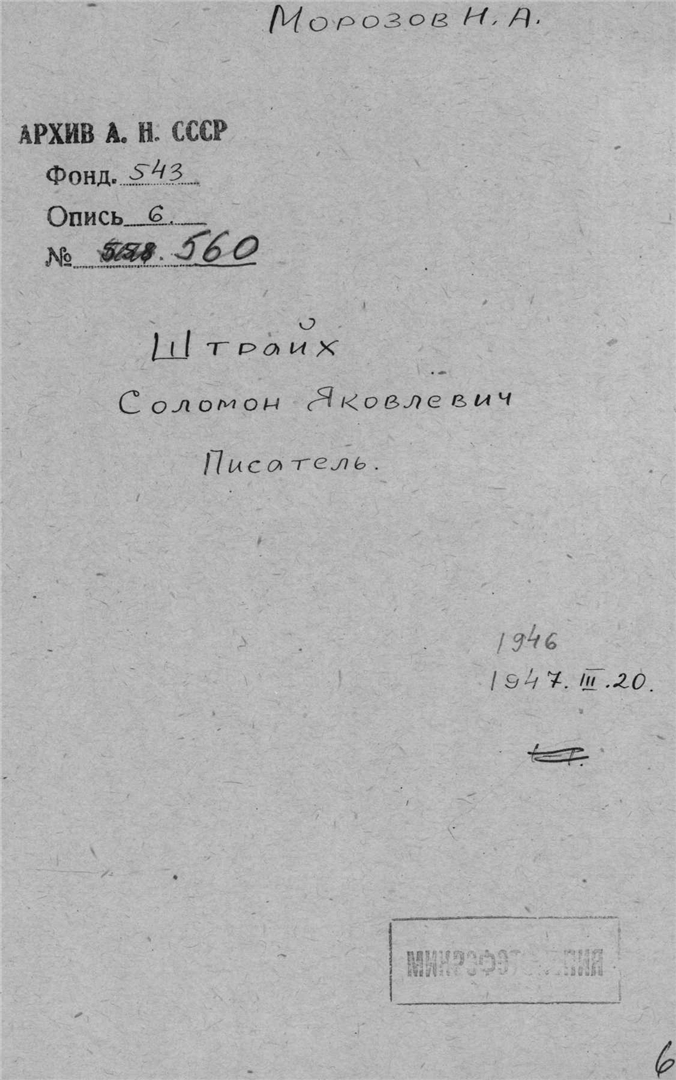 Морозов Н. А.
АРХИВ А. Н. СССР
Фонд. 543
Опись 6.
№ 560
Штрайх
Соломон Яковлевич
Писатель.
1946
1947. III. 20.
6